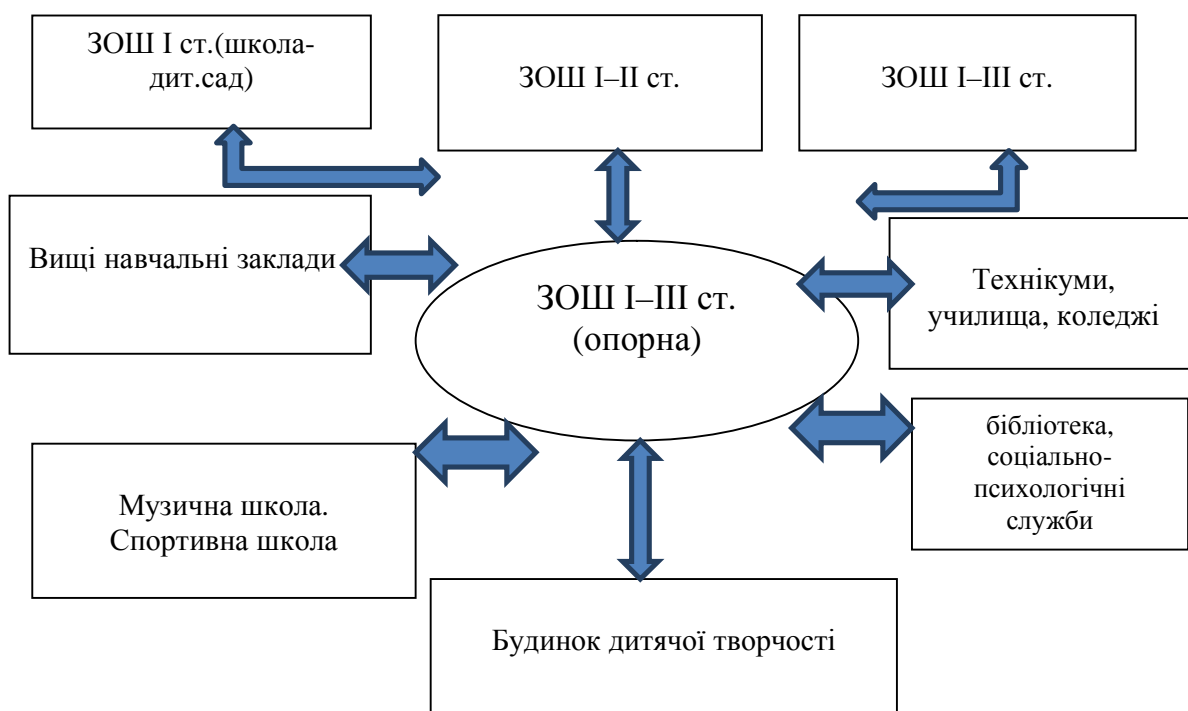 ЗОШ І ст.(школа-
дит.сад)
ЗОШ І–ІІ ст.
ЗОШ І–ІІІ ст.
Вищі навчальні заклади
ЗОШ І–ІІІ ст.
(опорна)
Технікуми,
училища, коледжі
бібліотека,
соціально-
психологічні
служби
Музична школа.
Спортивна школа
Будинок дитячої творчості